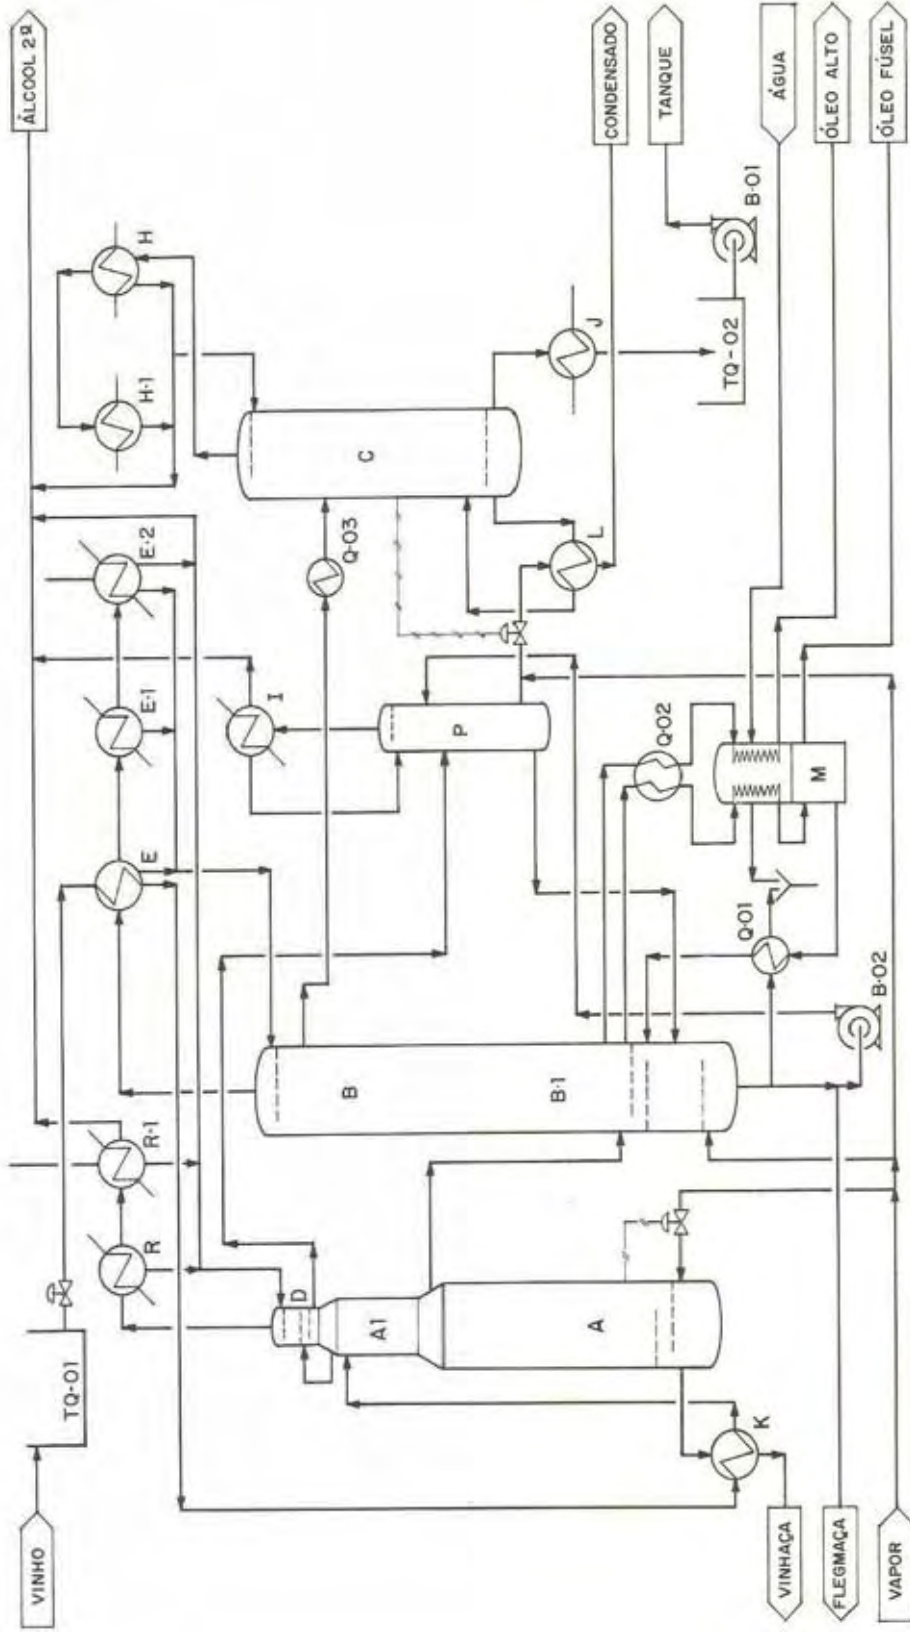 VINHO
TQ-01
R
R-1
E
E-1
E-2
H-1
H
ÁLCOOL 2ª
D
A1
A
K
B
B-1
P
I
Q-03
C
L
J
TQ-02
B-01
Q-02
Q-01
M
B-02
VINHAÇA
FLEGMAÇA
VAPOR
CONDENSADO
TANQUE
ÁGUA
ÓLEO ALTO
ÓLEO FÚSEL